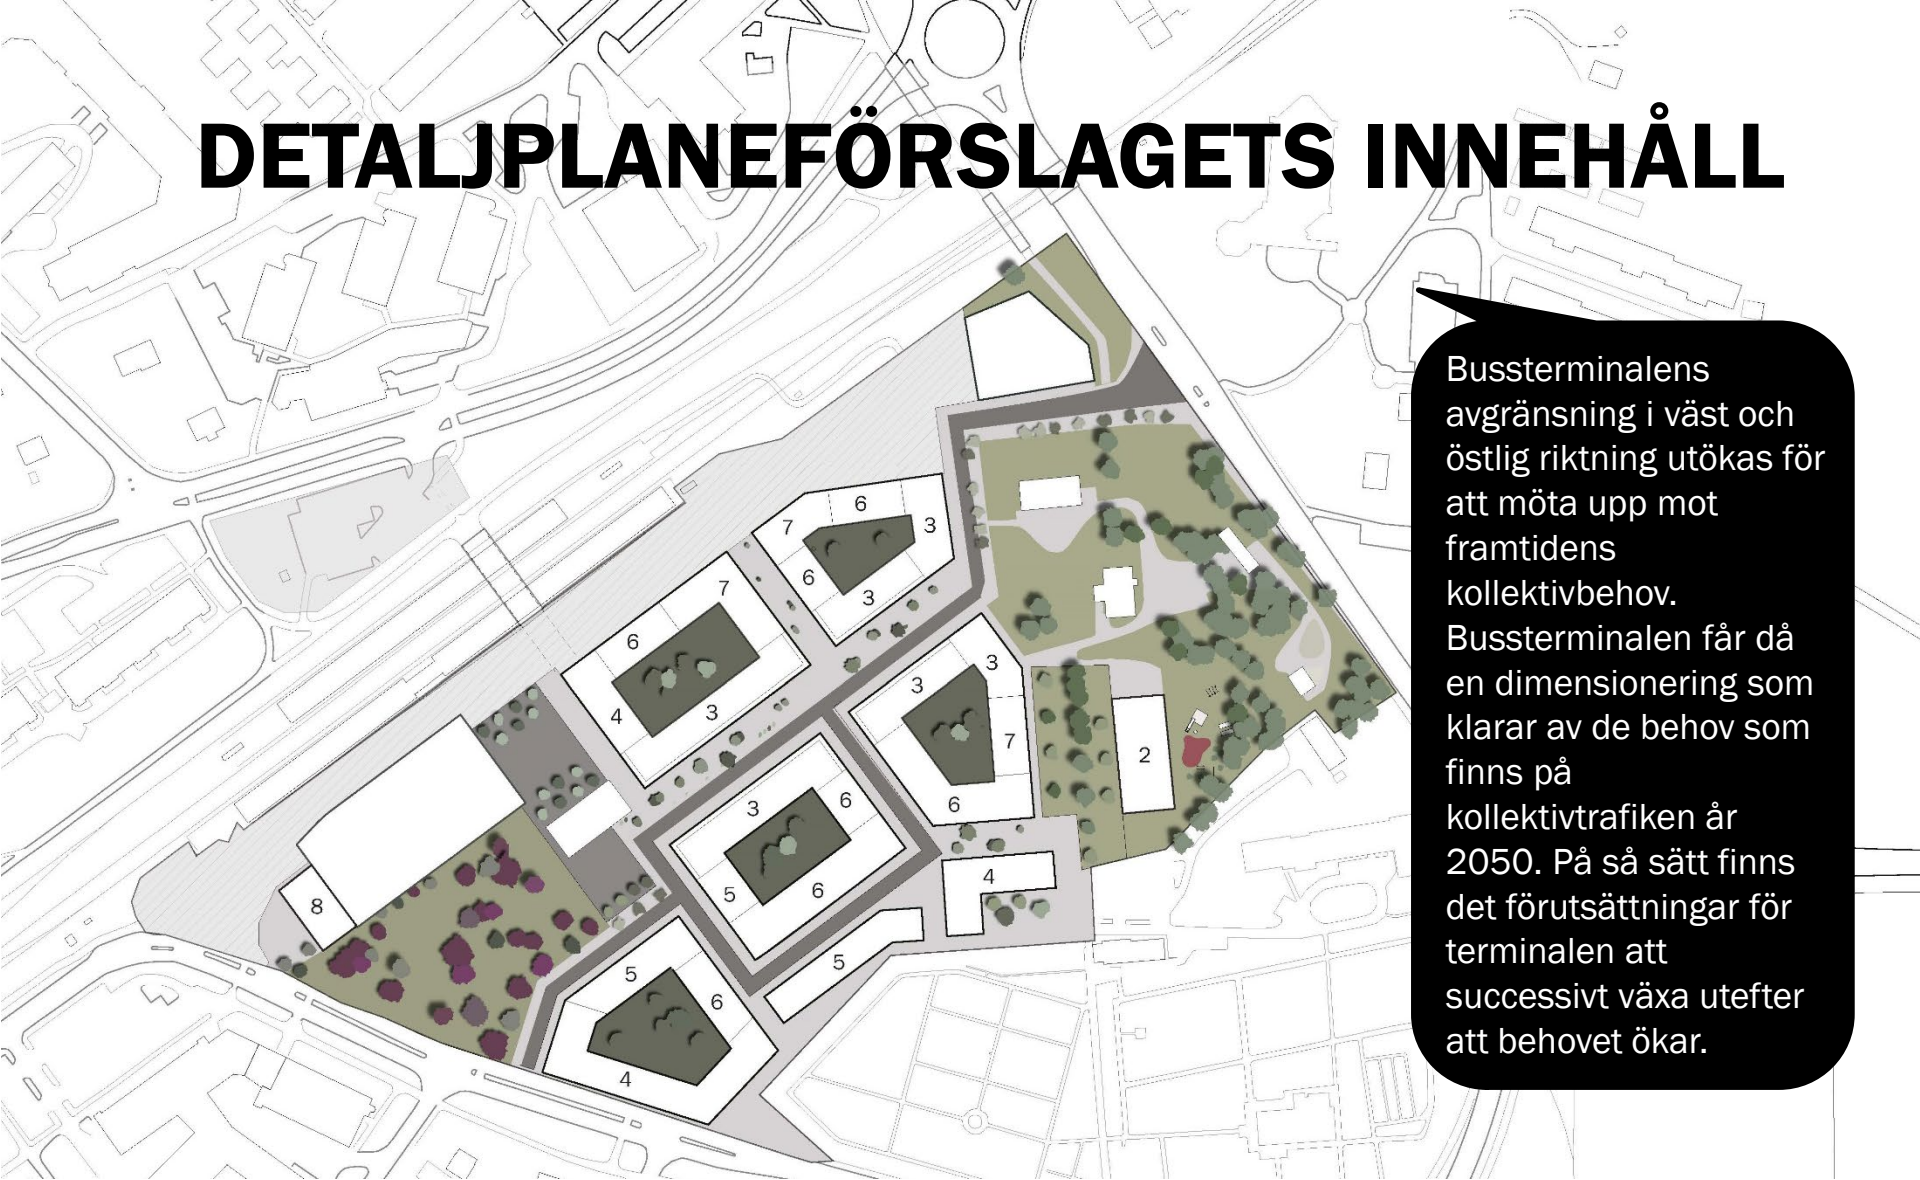 DETALJPLANEFÖRSLAGETS INNEHÅLL
Bussterminalens
avgränsning i väst och
östlig riktning utökas för
att möta upp mot
framtidens
kollektivbehov.
Bussterminalen får då
en dimensionering som
klarar av de behov som
finns på
kollektivtrafiken år
2050. På så sätt finns
det förutsättningar för
terminalen att
successivt växa utefter
att behovet ökar.
6
7
3
6
3
7
6
4
3
3
3
7
6
2
3
6
5
6
4
8
5
5
6
4